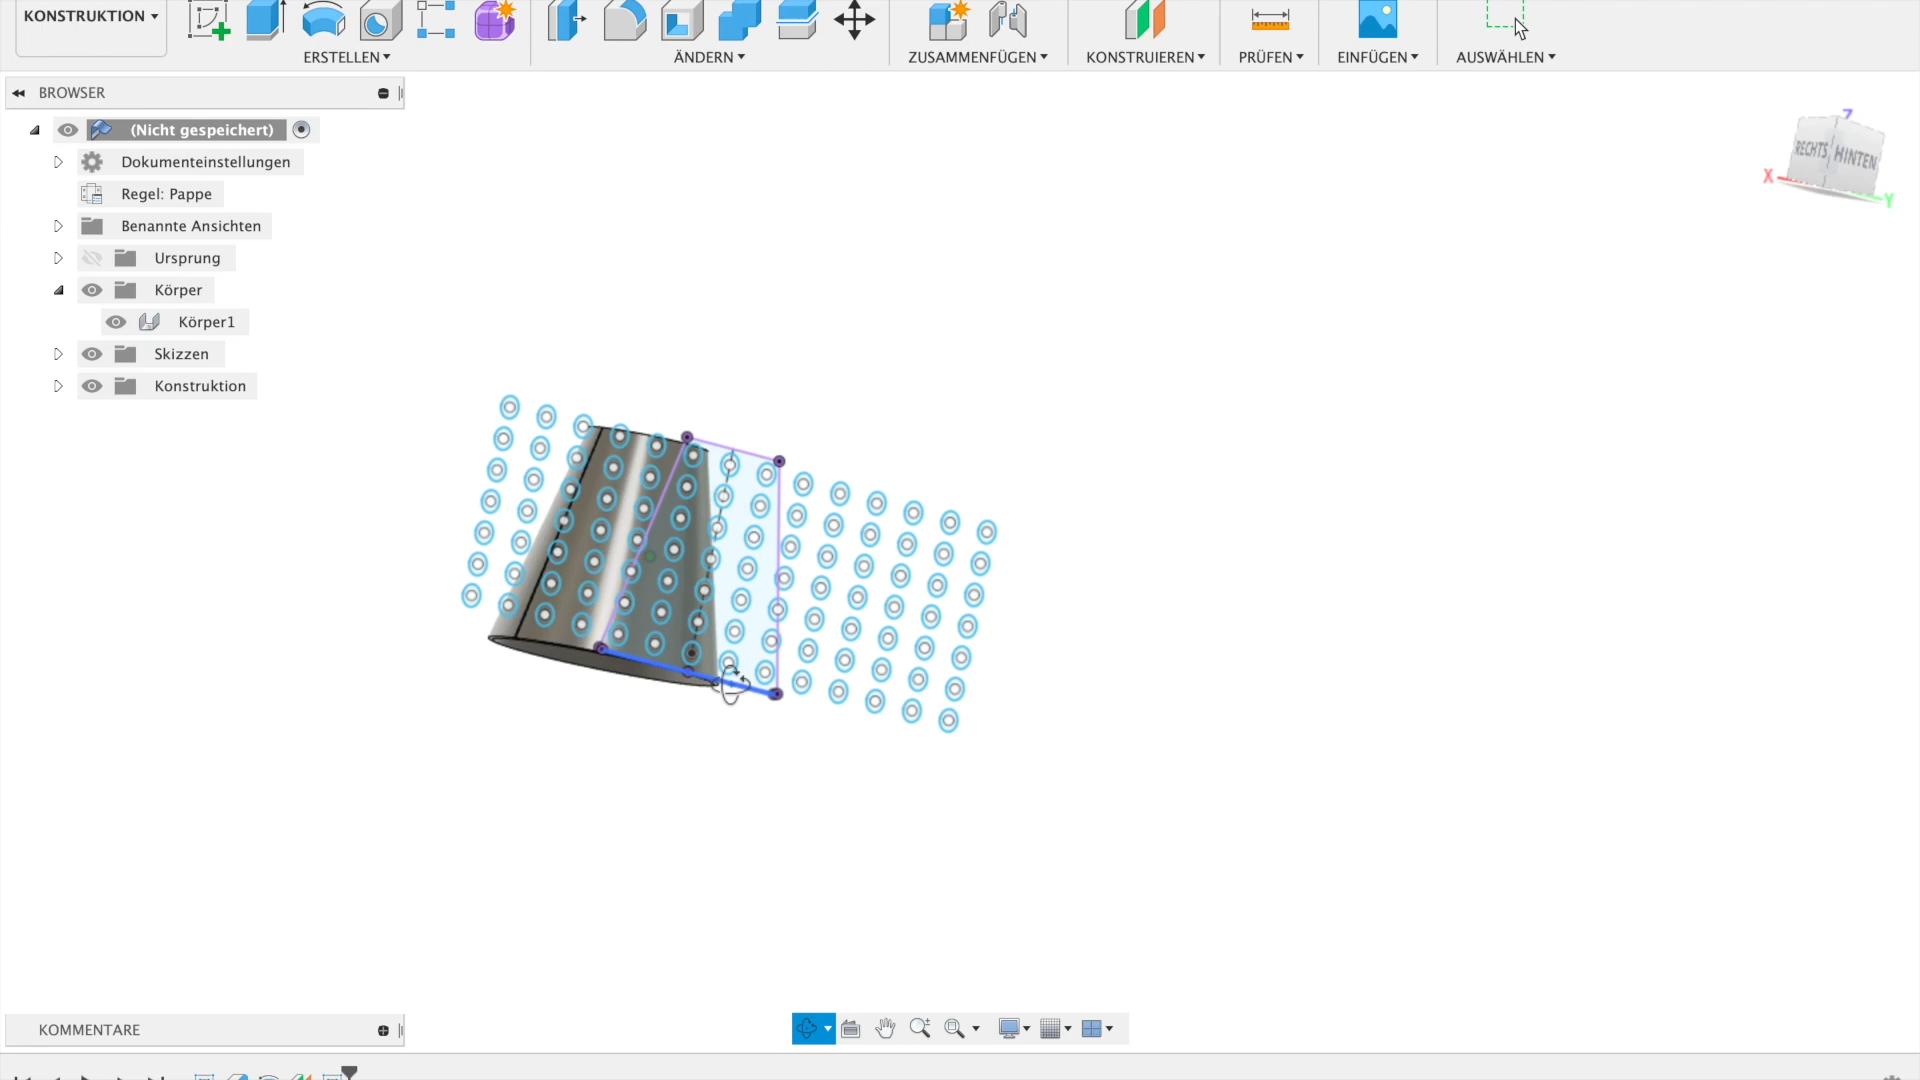 KONSTRUKTION
ERSTELLEN
ÄNDERN
ZUSAMMENFÜGEN
KONSTRUIEREN
PRÜFEN
EINFÜGEN
AUSWÄHLEN
BROWSER
(Nicht gespeichert)
Dokumenteinstellungen
Regel: Pappe
Benannte Ansichten
Ursprung
Körper
Körper1
Skizzen
Konstruktion
Z
RECHTS
HINTEN
X
Y
KOMMENTARE